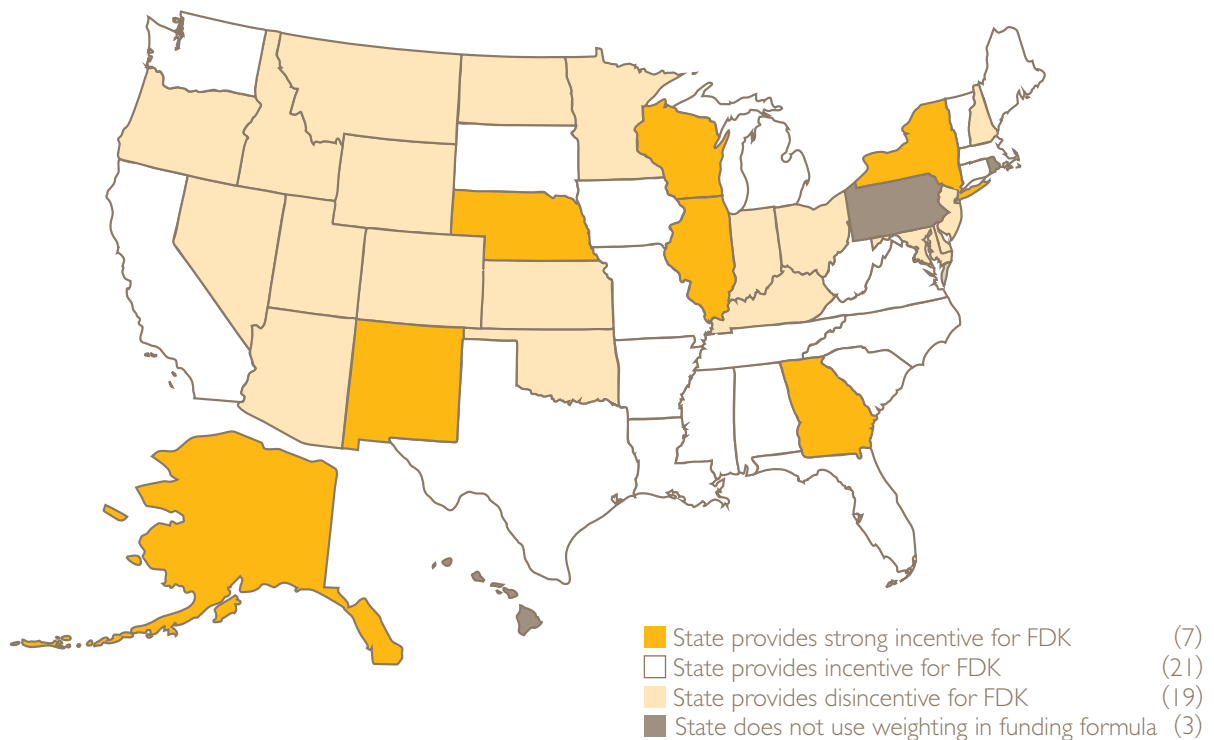 State provides strong incentive for FDK (7)
State provides incentive for FDK (21)
State provides disincentive for FDK (19)
State does not use weighting in funding formula (3)